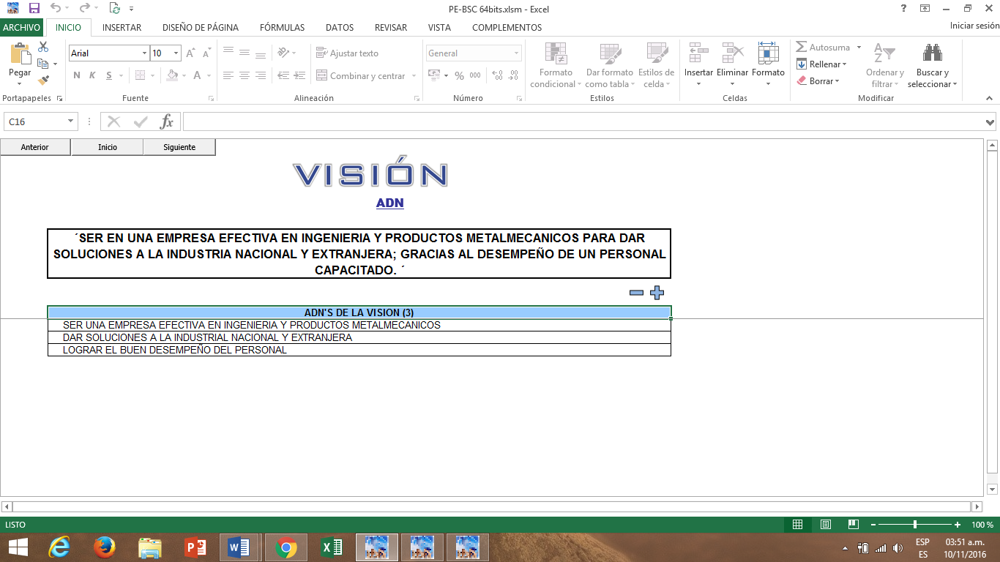 PE-BSC 64bits.xlsm - Excel
ARCHIVO INICIO INSERTAR DISEÑO DE PÁGINA FÓRMULAS DATOS REVISAR VISTA COMPLEMENTOS Iniciar sesión
Pegar
Portapapeles
Arial 10
N K S A
Fuente
Ajustar texto
Combinar y centrar
Alineación
General
% 000
Número
Formato condicional
Dar formato como tabla
Estilos de celda
Estilos
Insertar Eliminar Formato
Celdas
Autosuma
Rellenar
Borrar
Ordenar y filtrar
Buscar y seleccionar
Modificar
C16 fx
Anterior Inicio Siguiente
VISIÓN
ADN
´SER EN UNA EMPRESA EFECTIVA EN INGENIERIA Y PRODUCTOS METALMECANICOS PARA DAR
SOLUCIONES A LA INDUSTRIA NACIONAL Y EXTRANJERA; GRACIAS AL DESEMPEÑO DE UN PERSONAL
CAPACITADO. ´
ADN'S DE LA VISION (3)
SER UNA EMPRESA EFECTIVA EN INGENIERIA Y PRODUCTOS METALMECANICOS
DAR SOLUCIONES A LA INDUSTRIAL NACIONAL Y EXTRANJERA
LOGRAR EL BUEN DESEMPEÑO DEL PERSONAL
LISTO 100 %
ESP 03:51 a.m.
ES 10/11/2016